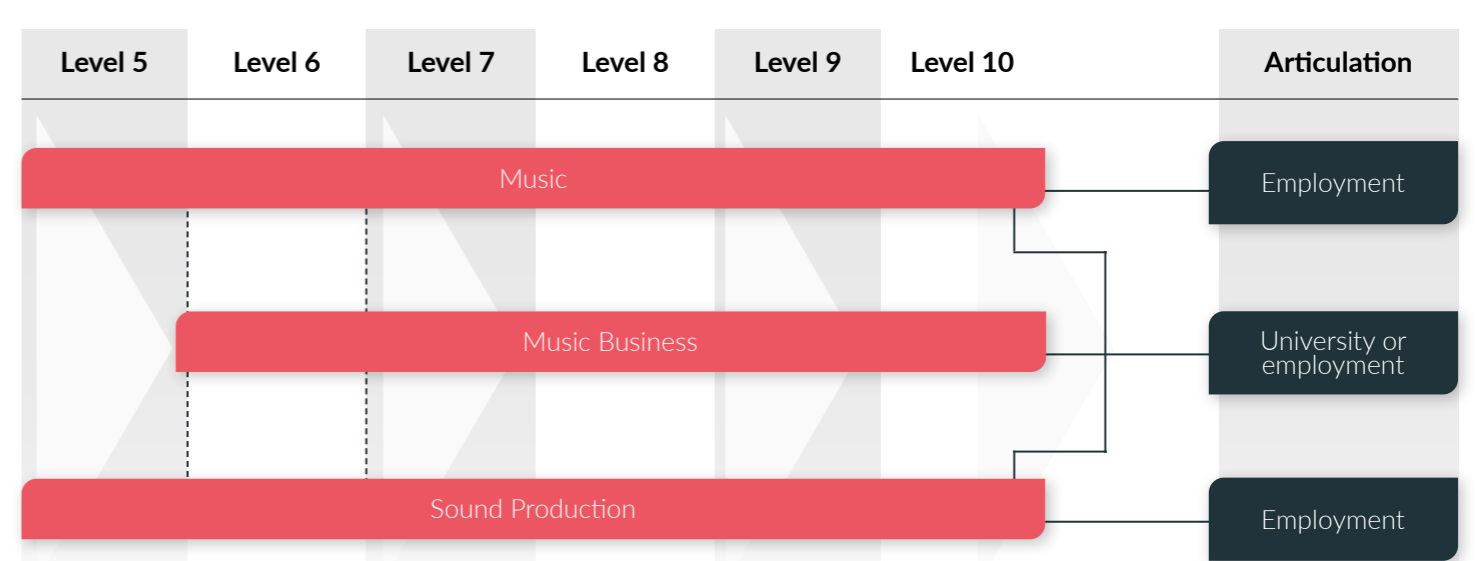 Level 5 Level 6 Level 7 Level 8 Level 9 Level 10 Articulation
Music
Employment
Music Business
University or
employment
Sound Production
Employment